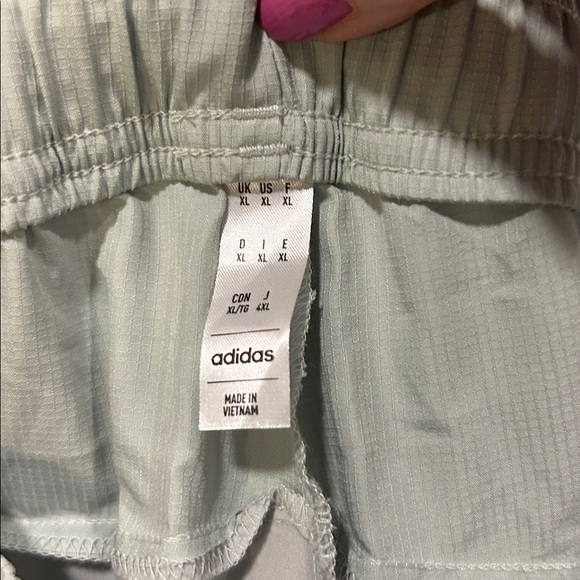 UK US F
XL XL XL
D I E
XL XL XL
CDN J
XL/TG 4XL
adidas
MADE IN
VIETNAM